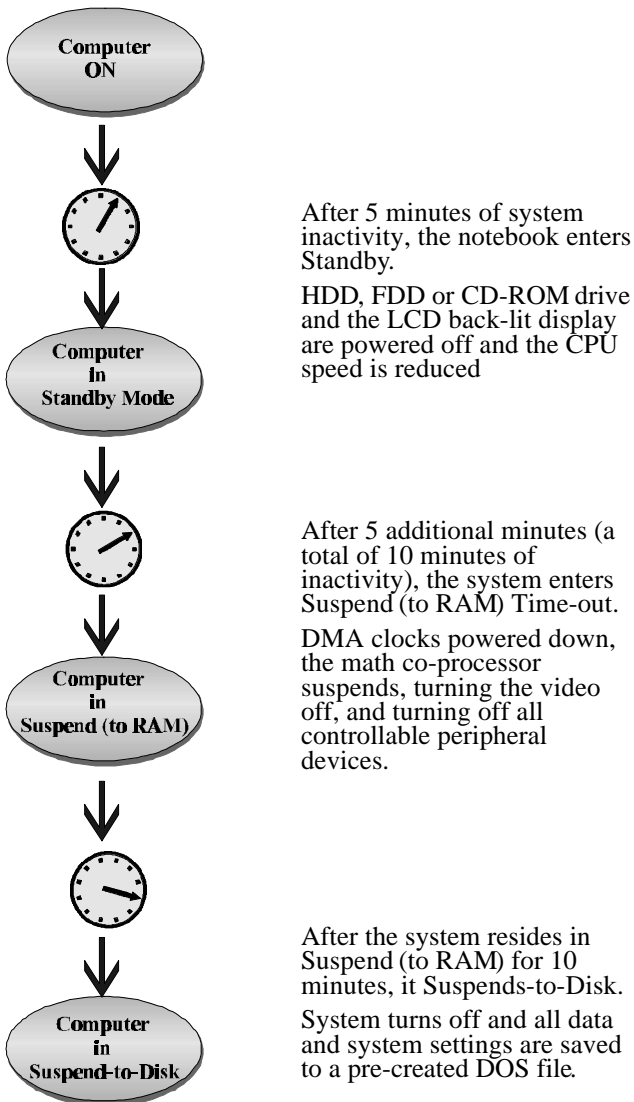 Computer
ON
After 5 minutes of system
inactivity, the notebook enters
Standby.
HDD, FDD or CD-ROM drive
and the LCD back-lit display
are powered off and the CPU
speed is reduced
Computer
in
Standby Mode
After 5 additional minutes (a
total of 10 minutes of
inactivity), the system enters
Suspend (to RAM) Time-out.
DMA clocks powered down,
the math co-processor
suspends, turning the video
off, and turning off all
controllable peripheral
devices.
Computer
in
Suspend (to RAM)
After the system resides in
Suspend (to RAM) for 10
minutes, it Suspends-to-Disk.
System turns off and all data
and system settings are saved
to a pre-created DOS file.
Computer
in
Suspend-to-Disk